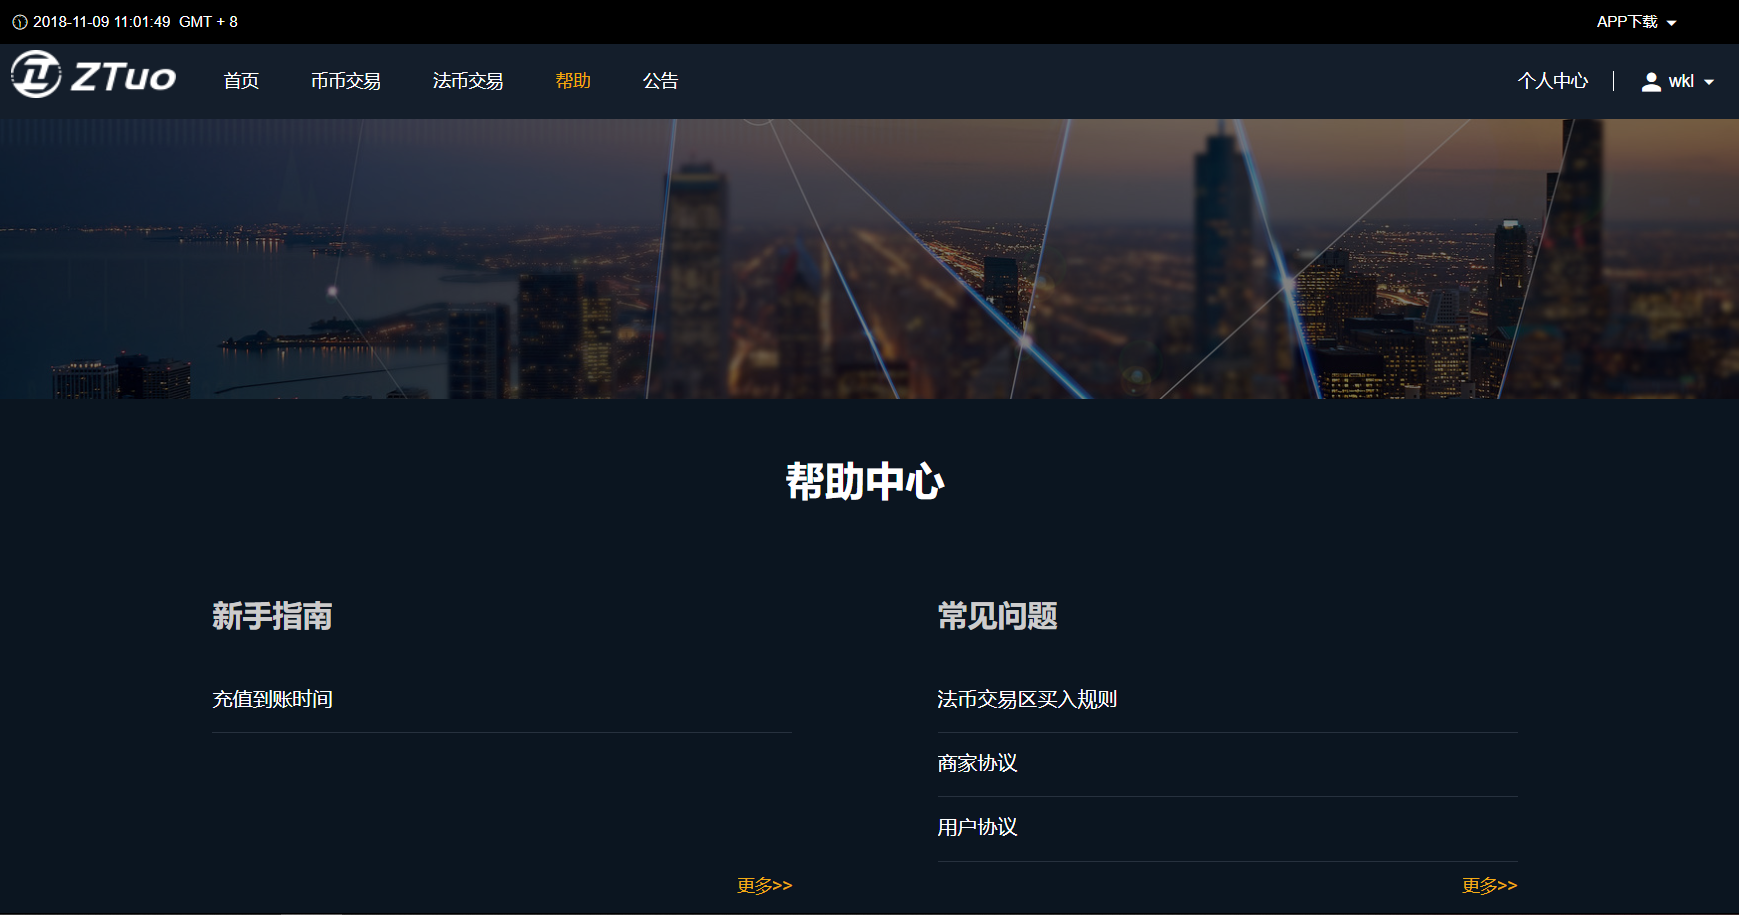 2018-11-09 11:01:49 GMT + 8
APP下载
ZTuo
首页
币币交易
法币交易
帮助
公告
个人中心
wkl
帮助中心
新手指南
充值到账时间
更多>>
常见问题
法币交易区买入规则
商家协议
用户协议
更多>>